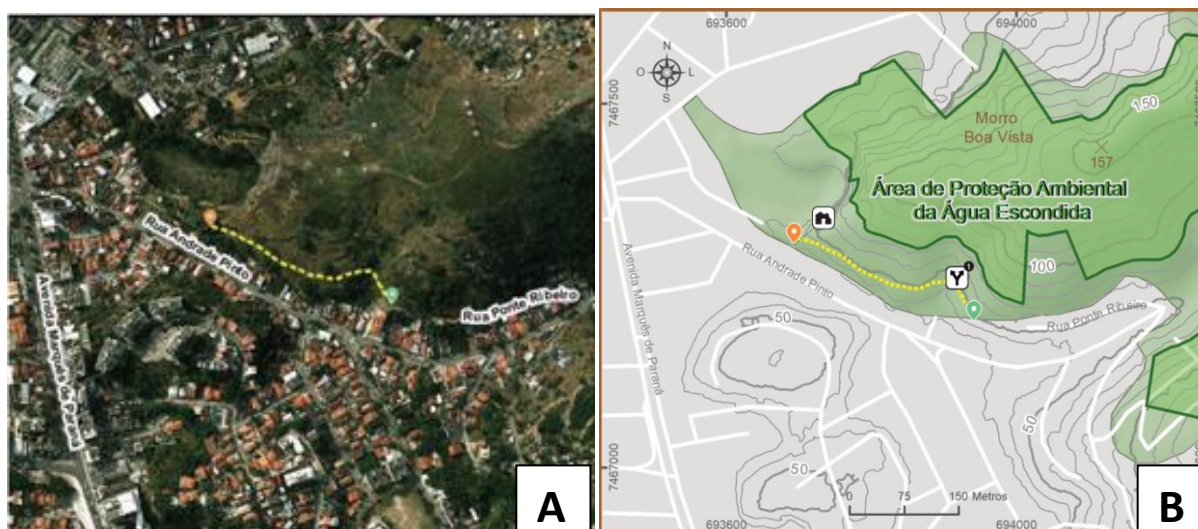 Rua Andrade Pinto
Avenida Marquês de Paraná
Rua Ponte Ribeiro
A
693600
694000
N
O L
S
7467500
150
Morro
Boa Vista
157
Área de Proteção Ambiental
da Água Escondida
Rua Andrade Pinto
1
100
Avenida Marquês de Paraná
Rua Ponte Ribeiro
50
50
50
7467000
0 75 150 Metros
693600
694000
B